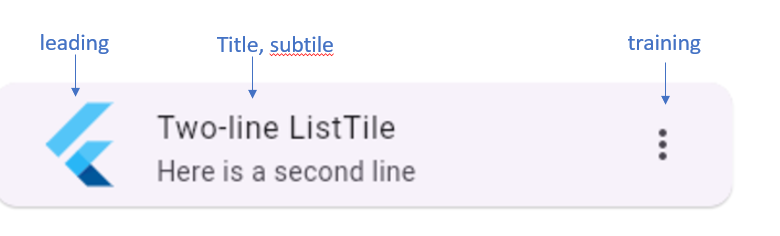 leading
Title, subtile
training
Two-line ListTile
Here is a second line